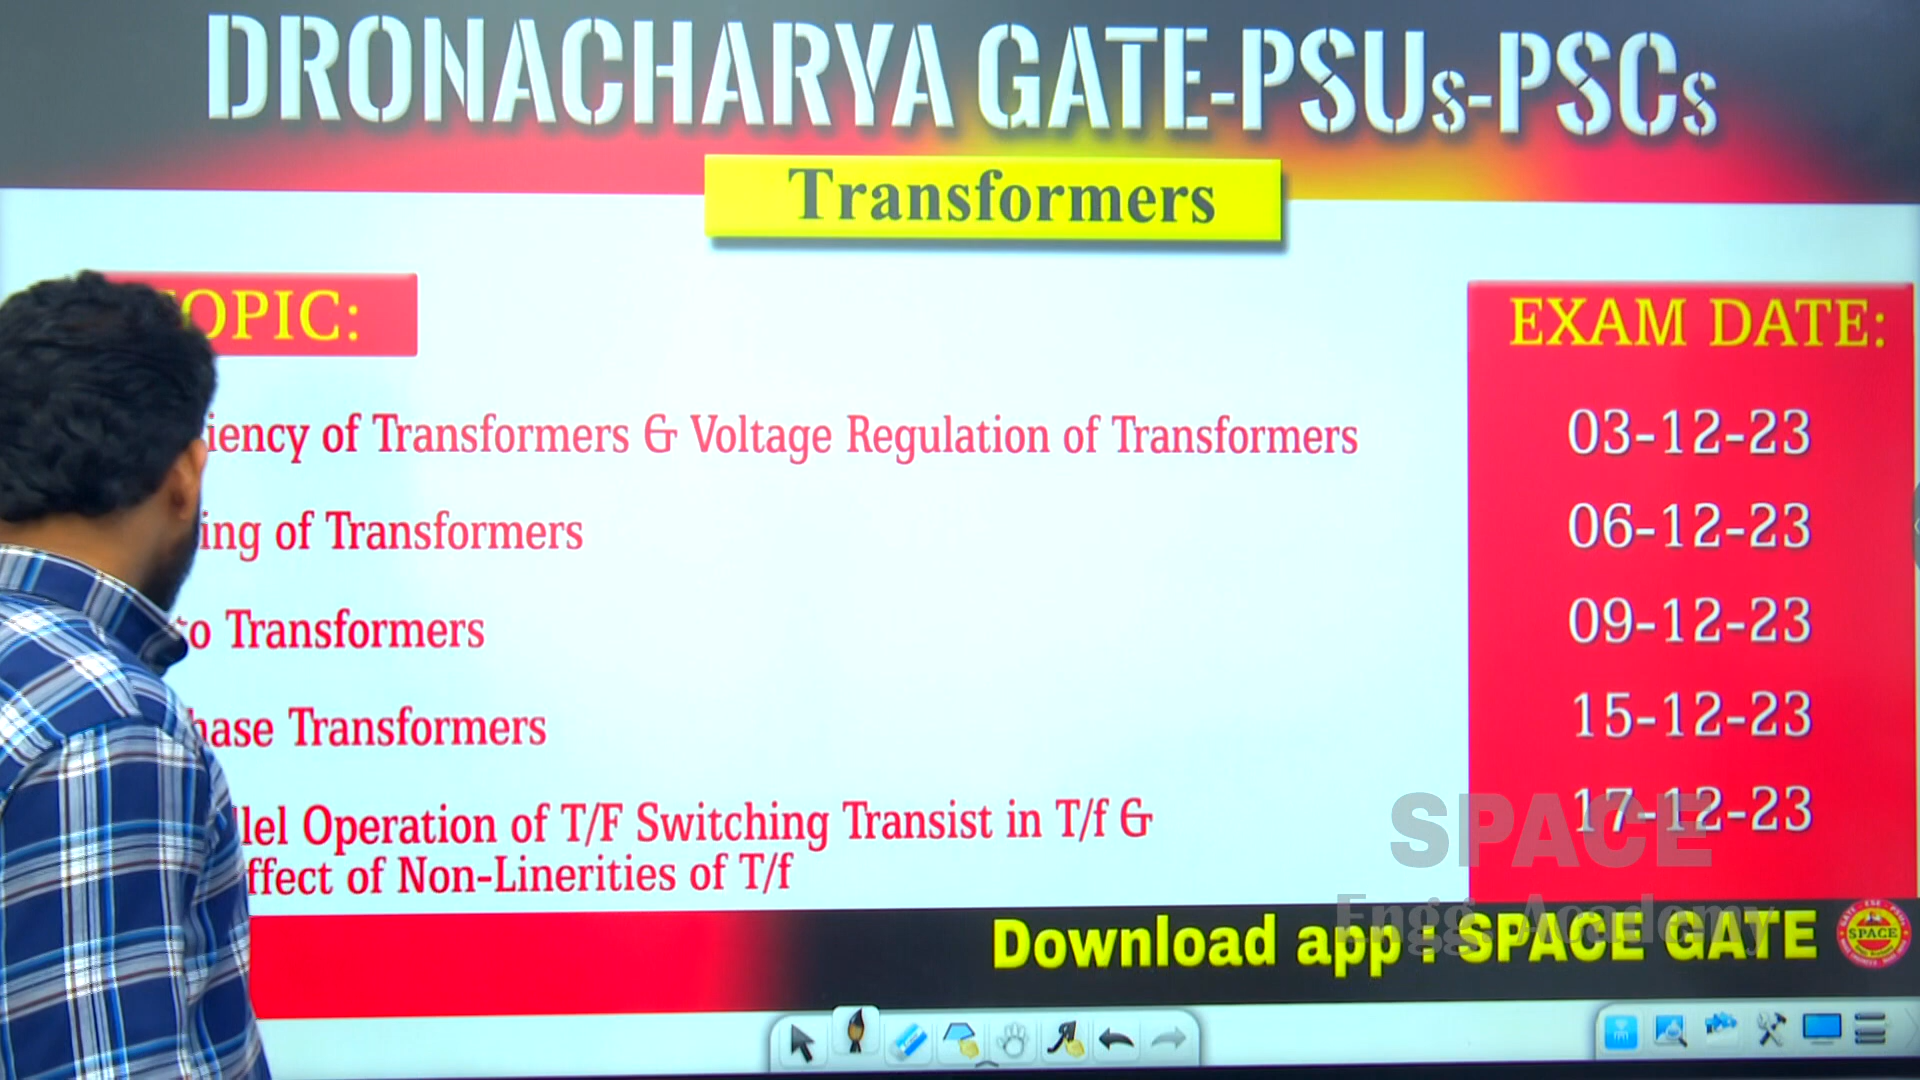 DRONACHARYA GATE-PSUs-PSCs
Transformers
OPIC:
EXAM DATE:
iency of Transformers & Voltage Regulation of Transformers
03-12-23
ing of Transformers
06-12-23
to Transformers
09-12-23
hase Transformers
15-12-23
llel Operation of T/F Switching Transist in T/f &
ffect of Non-Linerities of T/f
17-12-23
SPACE
Engg. Academy
Download app : SPACE GATE
SPACE